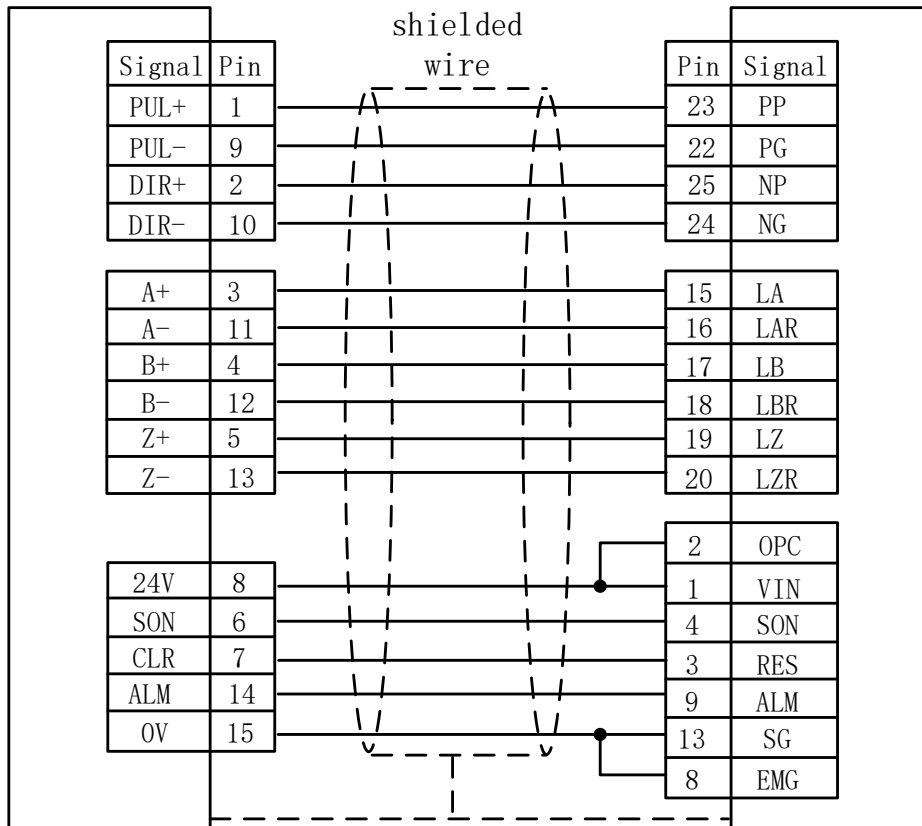 shielded
wire
Signal Pin
PUL+ 1
PUL- 9
DIR+ 2
DIR- 10
A+ 3
A- 11
B+ 4
B- 12
Z+ 5
Z- 13
24V 8
SON 6
CLR 7
ALM 14
0V 15
Pin Signal
23 PP
22 PG
25 NP
24 NG
15 LA
16 LAR
17 LB
18 LBR
19 LZ
20 LZR
2 OPC
1 VIN
4 SON
3 RES
9 ALM
13 SG
8 EMG